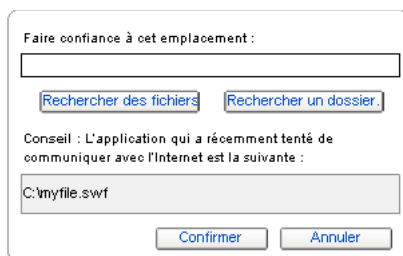 Faire confiance à cet emplacement :
Rechercher des fichiers Rechercher un dossier.
Conseil : L'application qui a récemment tenté de
communiquer avec l'Internet est la suivante :
C:\myfile.swf
Confirmer Annuler